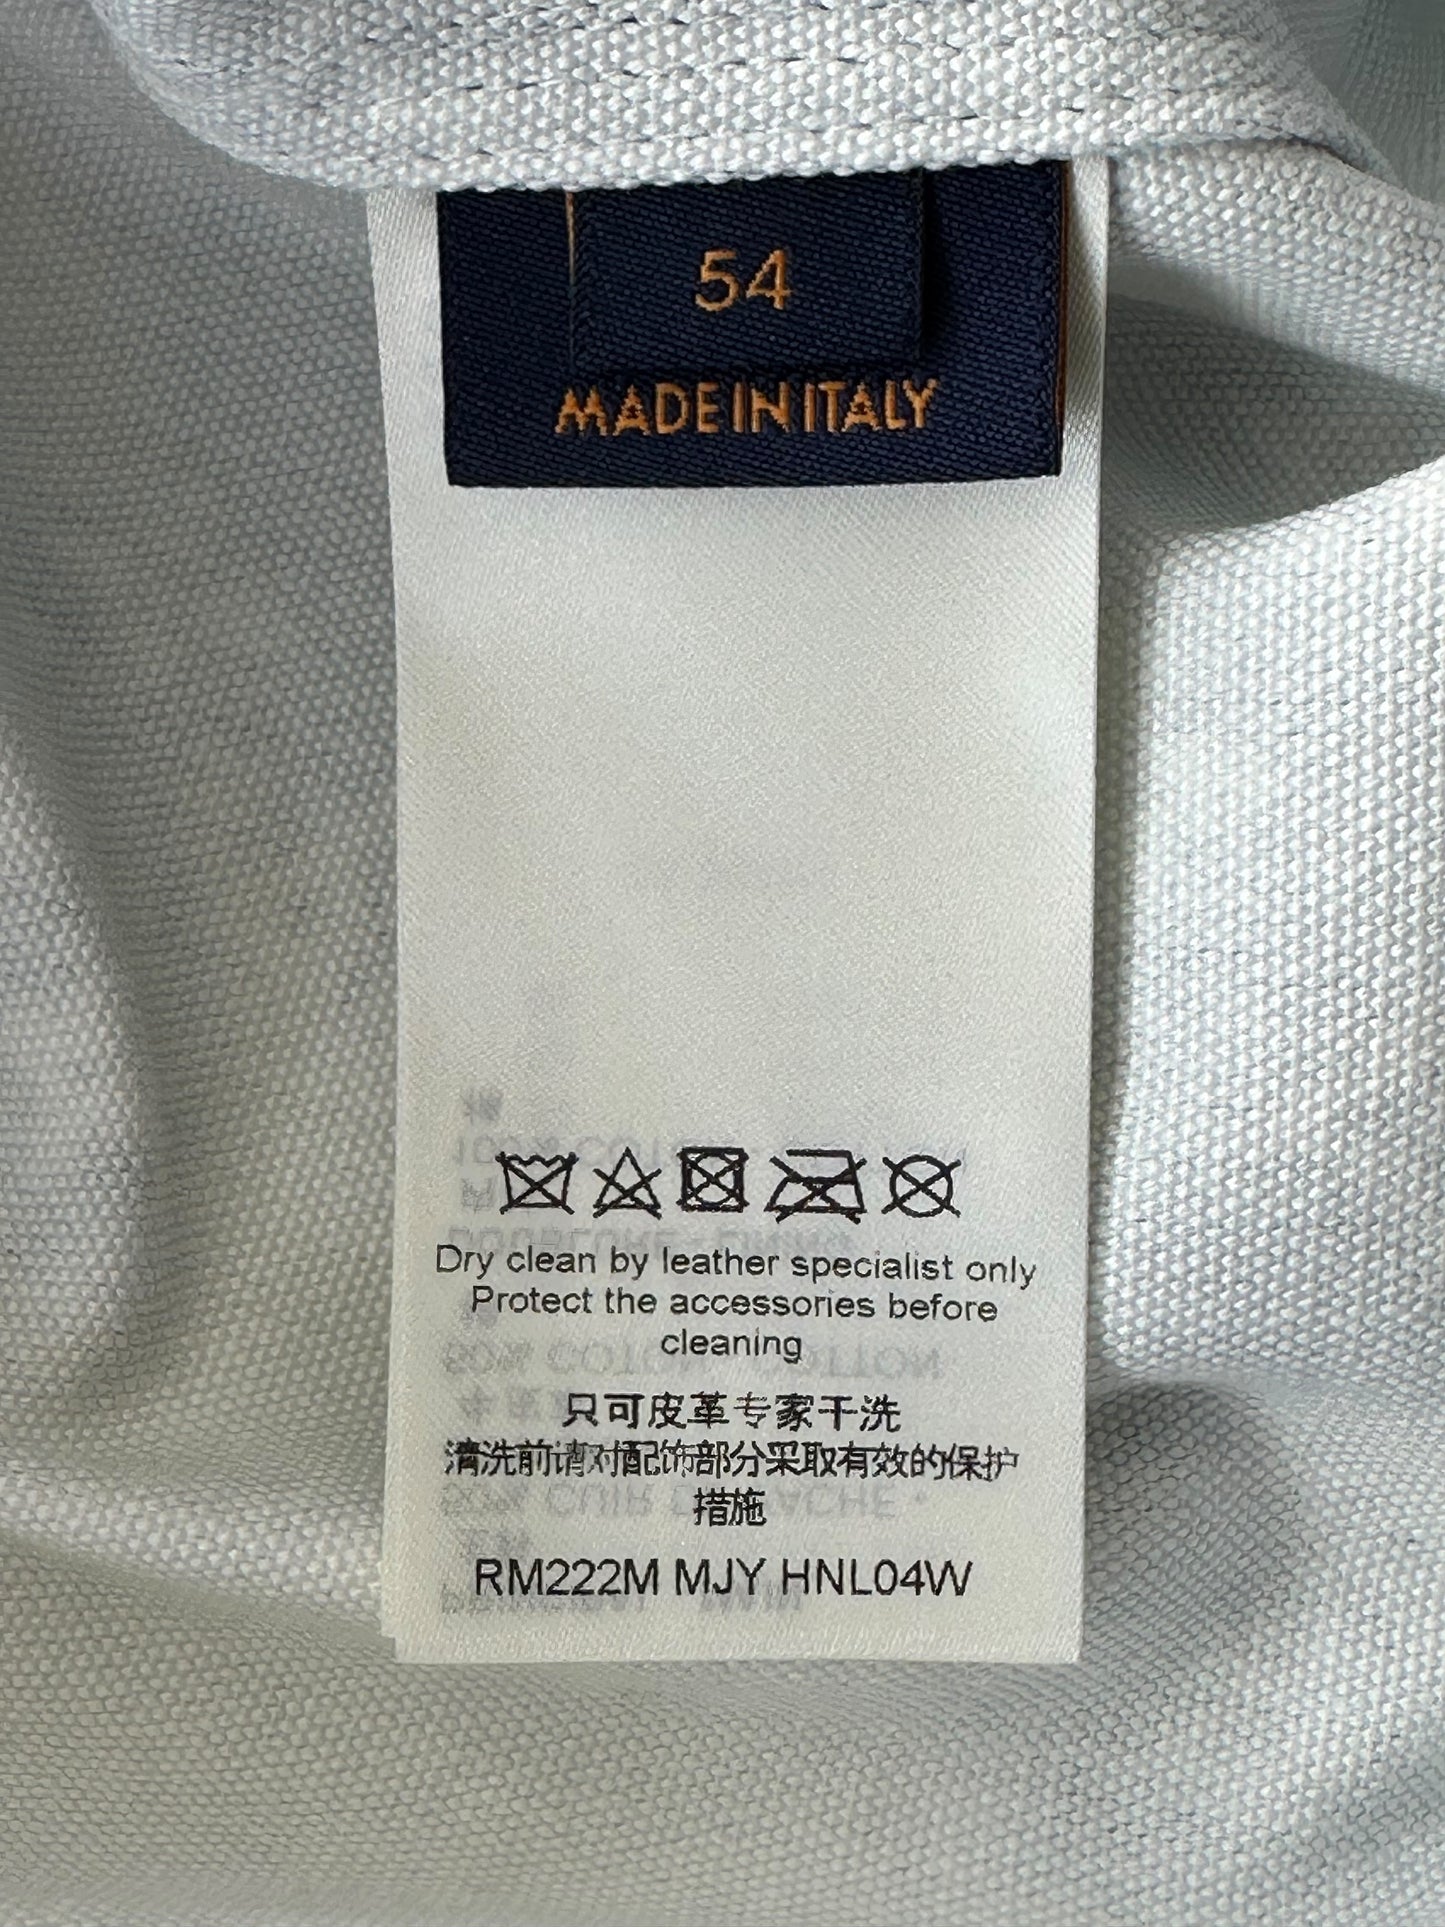 54
MADE IN ITALY
Dry clean by leather specialist only
Protect the accessories before
cleaning
只可皮革专家干洗
清洗前请对配饰部分采取有效的保护
措施
RM222M MJY HNL04W